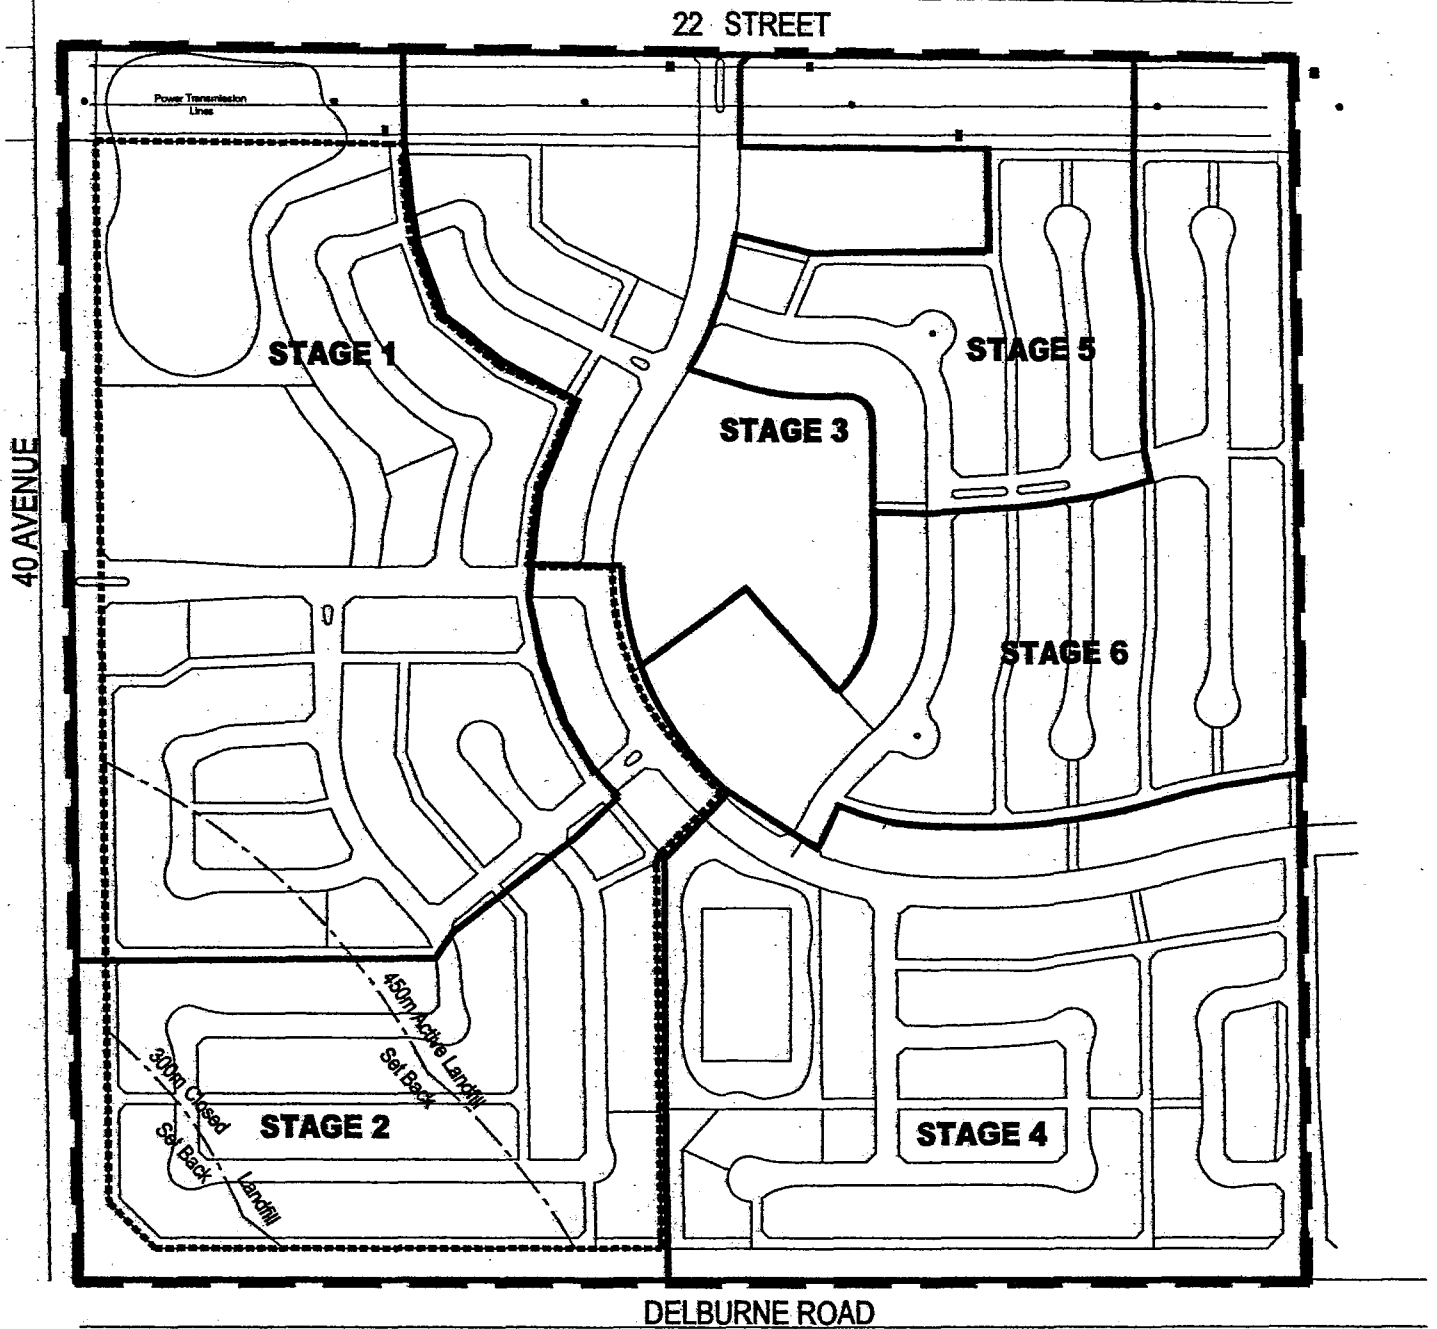 22 STREET
Power Transmission
Lines
STAGE 1
STAGE 5
STAGE 3
40 AVENUE
STAGE 6
450m Active Landfill
Set Back
300m Closed
Landfill
Set Back
STAGE 2
STAGE 4
DELBURNE ROAD